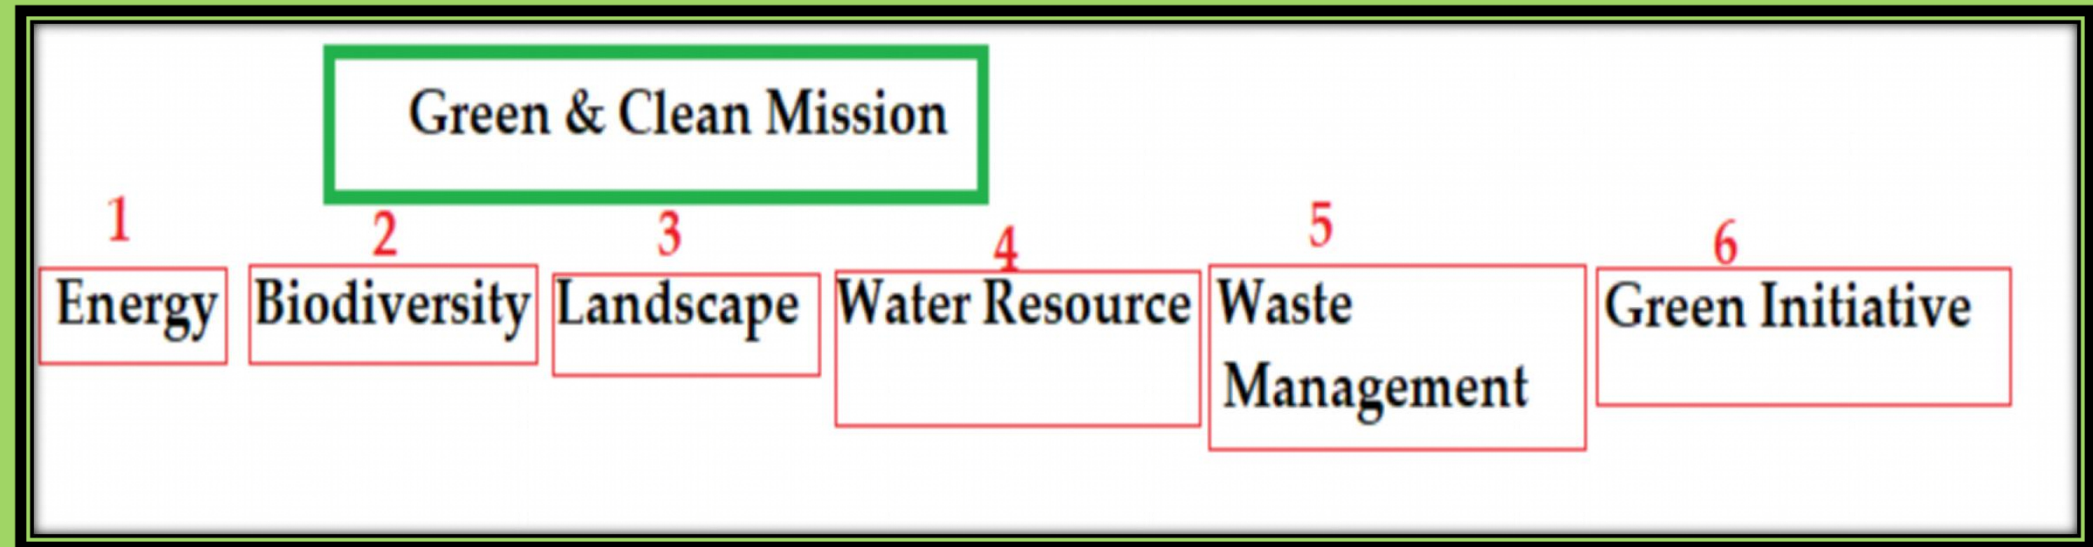 Green & Clean Mission
1
2
3
4
5
6
Energy
Biodiversity
Landscape
Water Resource
Waste
Management
Green Initiative